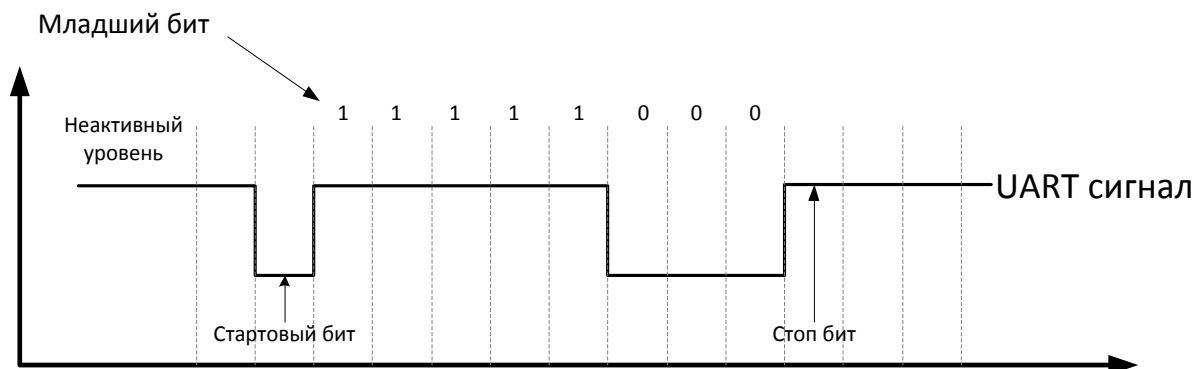 Младший бит
1 1 1 1 1 0 0 0
Неактивный
уровень
UART сигнал
Стартовый бит
Стоп бит